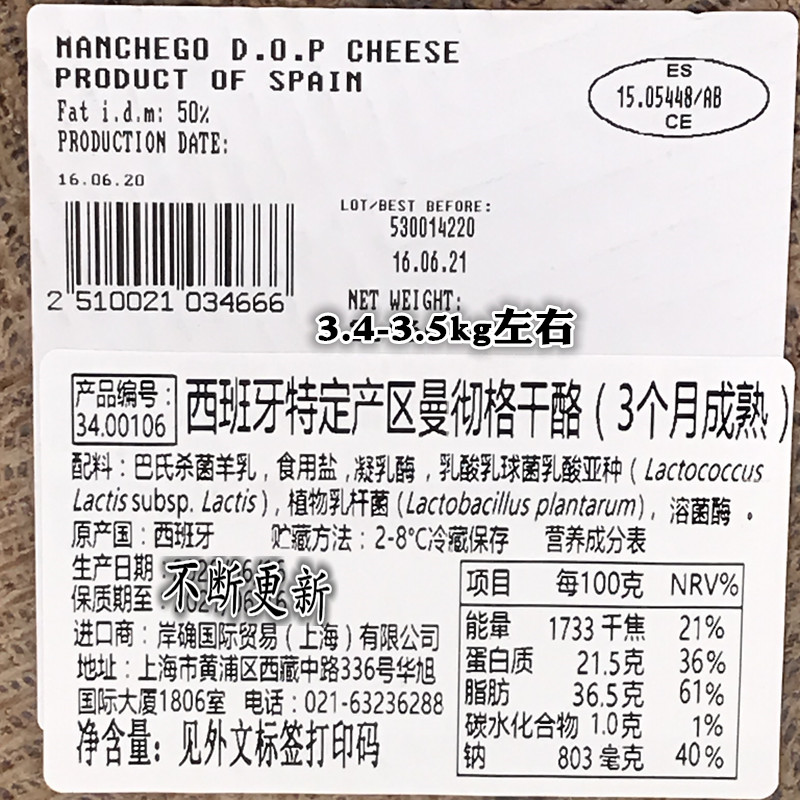 MANCHEGO D.O.P CHEESE
PRODUCT OF SPAIN
Fat i.d.m: 50%
PRODUCTION DATE:
16.06.20
ES
15.05448/AB
CE
LOT/BEST BEFORE:
530014220
16.06.21
NET WEIGHT:
3.4-3.5kg左右
2 510021 034666
产品编号:
34.00106
西班牙特定产区曼彻格干酪(3个月成熟)
配料:巴氏杀菌羊乳,食用盐,凝乳酶,乳酸乳球菌乳酸亚种(Lactococcus
Lactis subsp. Lactis),植物乳杆菌(Lactobacillus plantarum),溶菌酶。
原产国:西班牙 贮藏方法:2-8°C冷藏保存 营养成分表
生产日期:
保质期至:
不断更新
进口商:岸确国际贸易(上海)有限公司
地址:上海市黄浦区西藏中路336号华旭
国际大厦1806室 电话:021-63236288
净含量:见外文标签打印码
项目 每100克 NRV%
能量 1733千焦 21%
蛋白质 21.5克 36%
脂肪 36.5克 61%
碳水化合物 1.0克 1%
钠 803毫克 40%